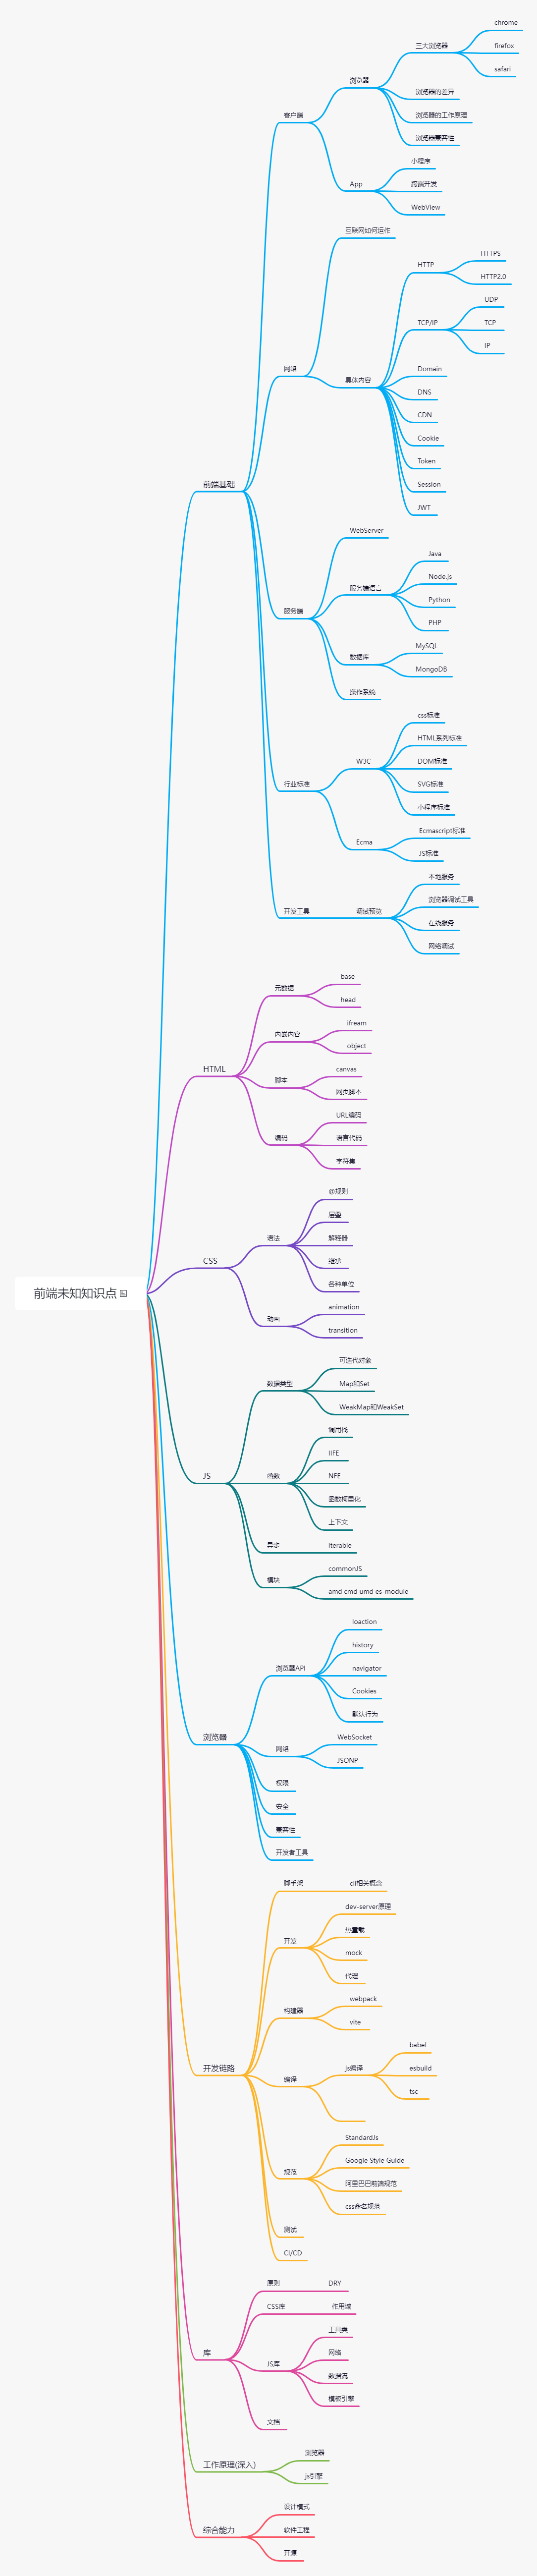 前端未知知识点
前端基础
客户端
浏览器
三大浏览器
chrome
firefox
safari
浏览器的差异
浏览器的工作原理
浏览器兼容性
App
小程序
跨端开发
WebView
网络
互联网如何运作
具体内容
HTTP
HTTPS
HTTP2.0
TCP/IP
UDP
TCP
IP
Domain
DNS
CDN
Cookie
Token
Session
JWT
服务端
WebServer
服务端语言
Java
Node.js
Python
PHP
数据库
MySQL
MongoDB
操作系统
行业标准
W3C
css标准
HTML系列标准
DOM标准
SVG标准
小程序标准
Ecma
Ecmascript标准
JS标准
开发工具
调试预览
本地服务
浏览器调试工具
在线服务
网络调试
HTML
元数据
base
head
内嵌内容
ifream
object
脚本
canvas
网页脚本
编码
URL编码
语言代码
字符集
CSS
语法
@规则
层叠
解释器
继承
各种单位
动画
animation
transition
JS
数据类型
可迭代对象
Map和Set
WeakMap和WeakSet
函数
调用栈
IIFE
NFE
函数柯里化
上下文
异步
iterable
模块
commonJS
amd cmd umd es-module
浏览器
浏览器API
loaction
history
navigator
Cookies
默认行为
网络
WebSocket
JSONP
权限
安全
兼容性
开发者工具
开发链路
脚手架
cli相关概念
开发
dev-server原理
热重载
mock
代理
构建器
webpack
vite
编译
js编译
babel
esbuild
tsc
规范
StandardJs
Google Style Guide
阿里巴巴前端规范
css命名规范
测试
CI/CD
库
原则
DRY
CSS库
作用域
JS库
工具类
网络
数据流
模板引擎
文档
工作原理(深入)
浏览器
js引擎
综合能力
设计模式
软件工程
开源